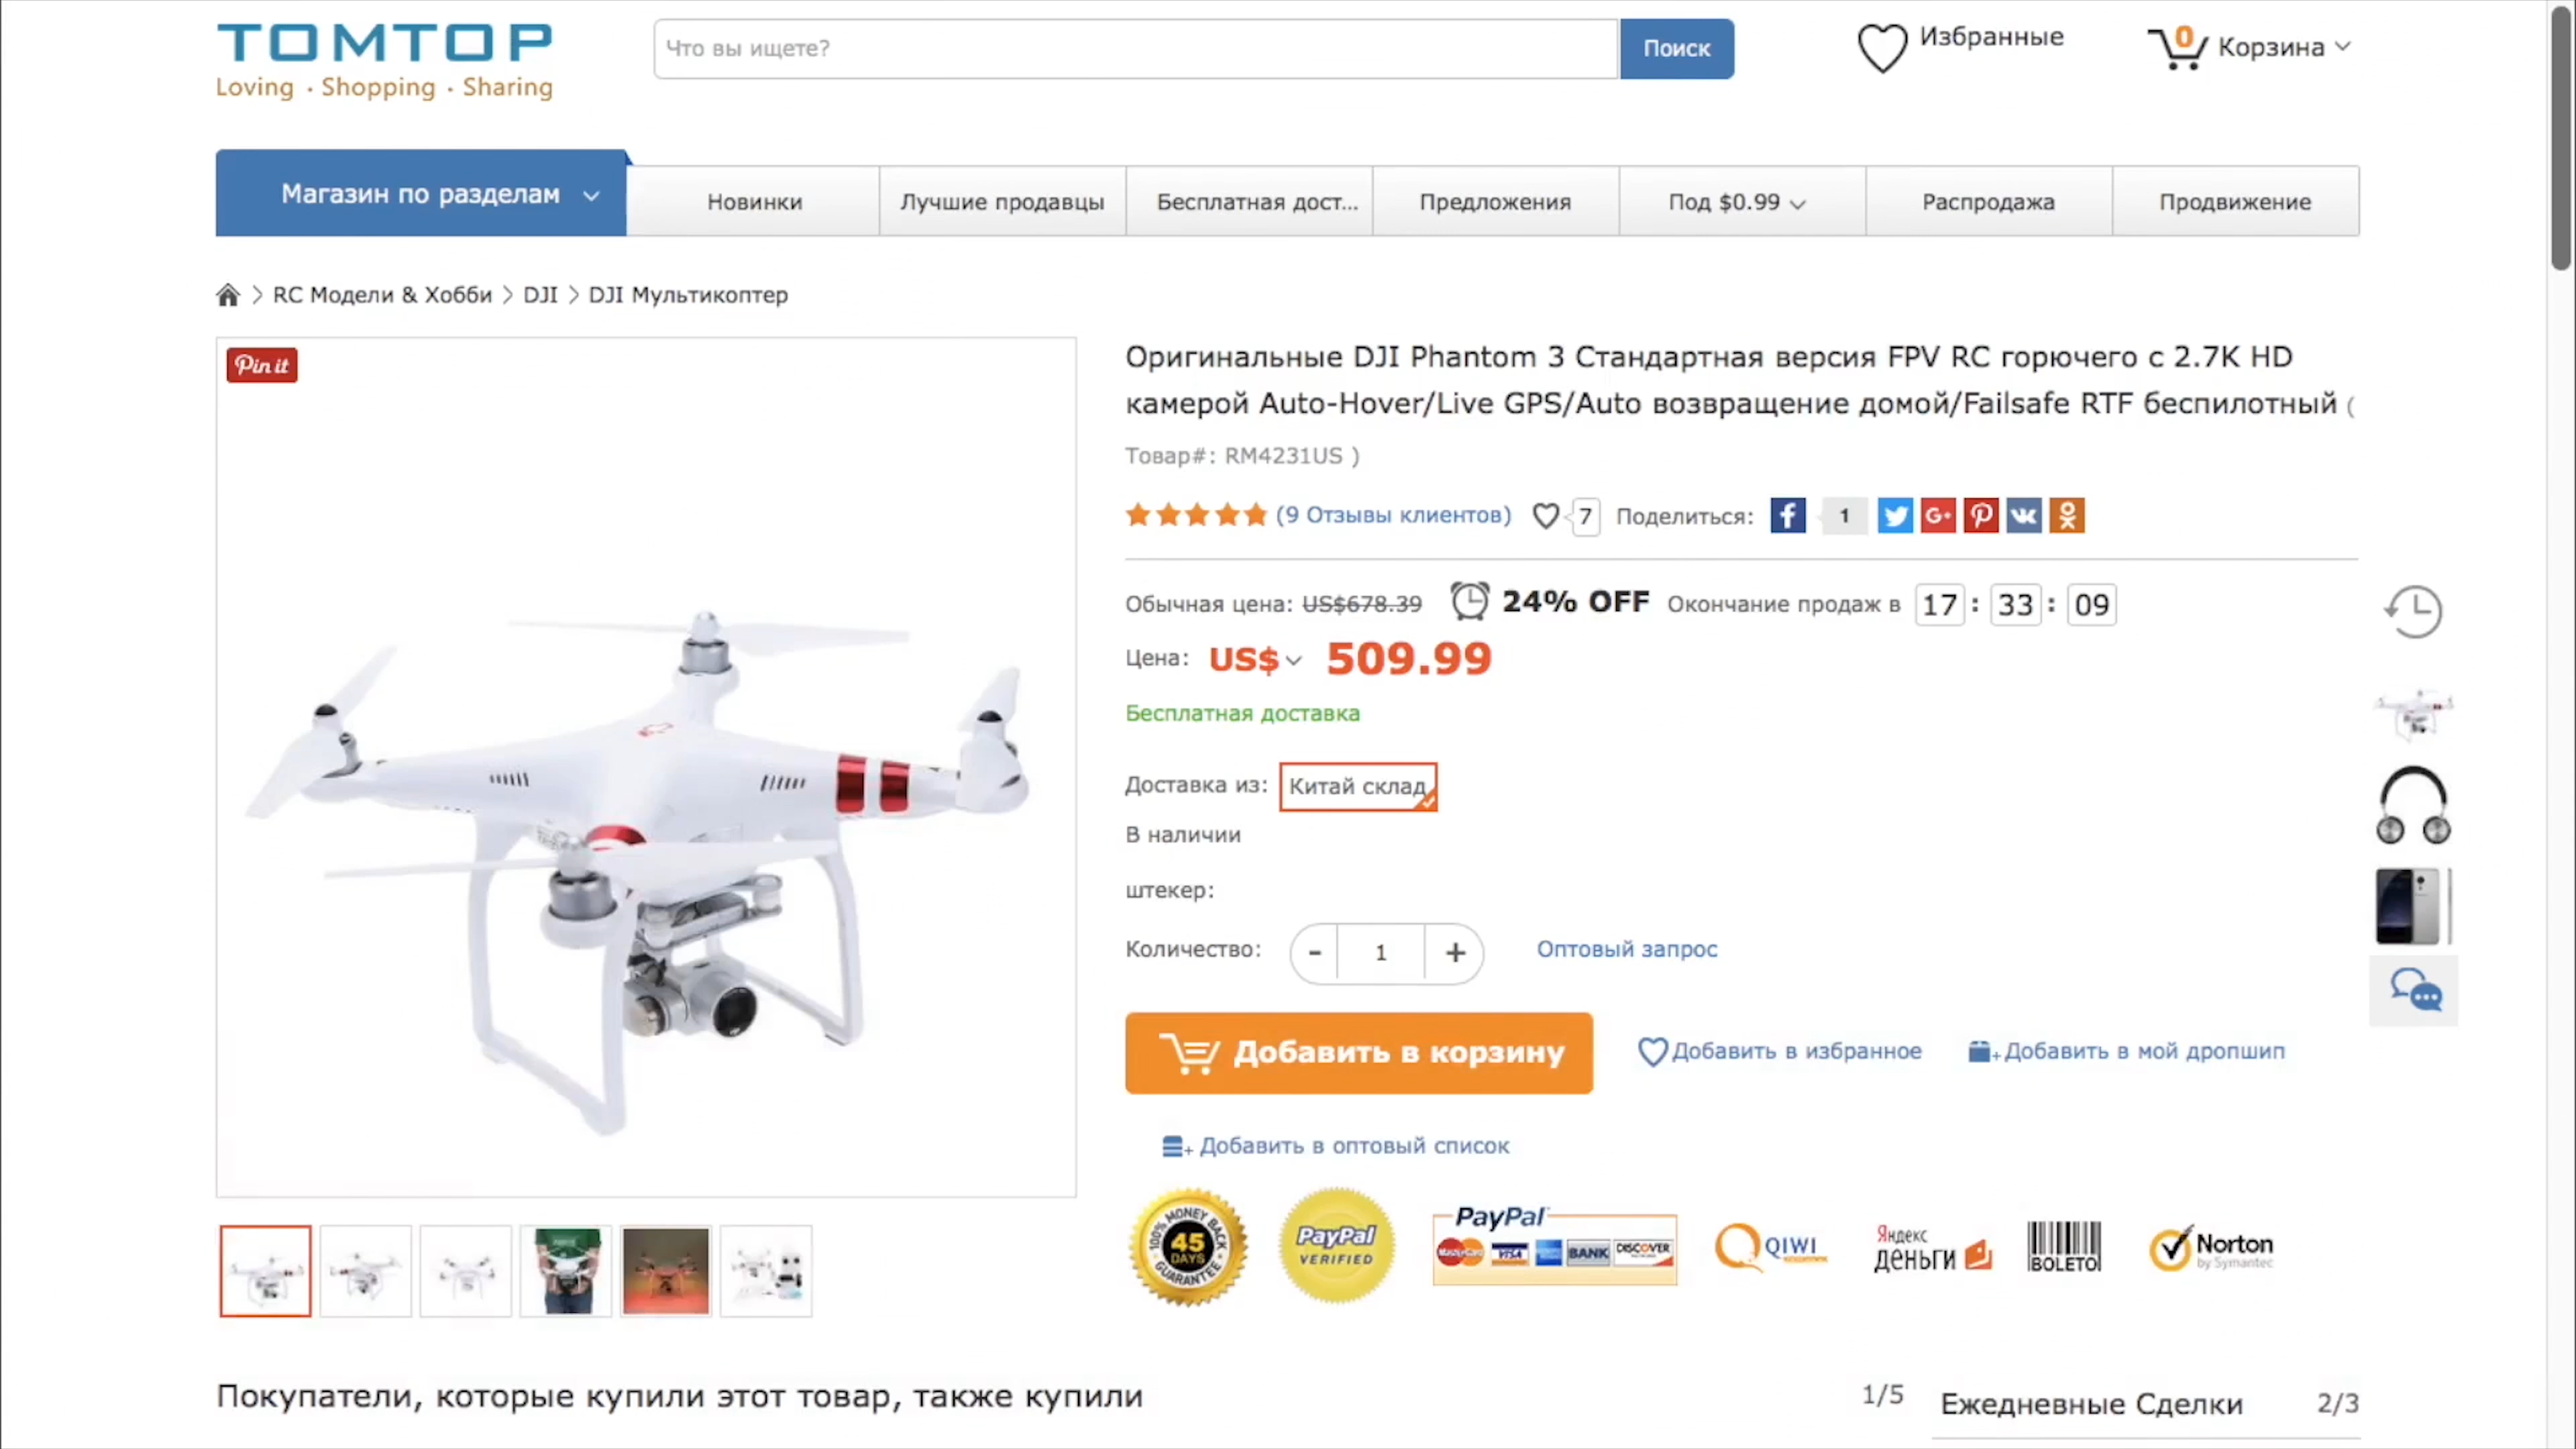 TOMTOP
Loving · Shopping · Sharing
Что вы ищете?
Поиск
Избранные
0
Корзина
Магазин по разделам
Новинки
Лучшие продавцы
Бесплатная дост...
Предложения
Под $0.99
Распродажа
Продвижение
RC Модели & Хобби > DJI > DJI Мультикоптер
Pin it
Оригинальные DJI Phantom 3 Стандартная версия FPV RC горючего с 2.7K HD
камерой Auto-Hover/Live GPS/Auto возвращение домой/Failsafe RTF беспилотный (
Товар#: RM4231US )
(9 Отзывы клиентов) 7 Поделиться: 1
Обычная цена: US$678.39 24% OFF Окончание продаж в 17 : 33 : 09
Цена: US$ 509.99
Бесплатная доставка
Доставка из: Китай склад
В наличии
штекер:
Количество: - 1 + Оптовый запрос
Добавить в корзину
Добавить в избранное
Добавить в мой дропшип
Добавить в оптовый список
100% MONEY BACK
45
DAYS
GUARANTEE
PayPal
VERIFIED
PayPal
MasterCard VISA BANK DISCOVER
QIWI
Яндекс
деньги
BOLETO
Norton
by Symantec
Покупатели, которые купили этот товар, также купили
1/5
Ежедневные Сделки
2/3